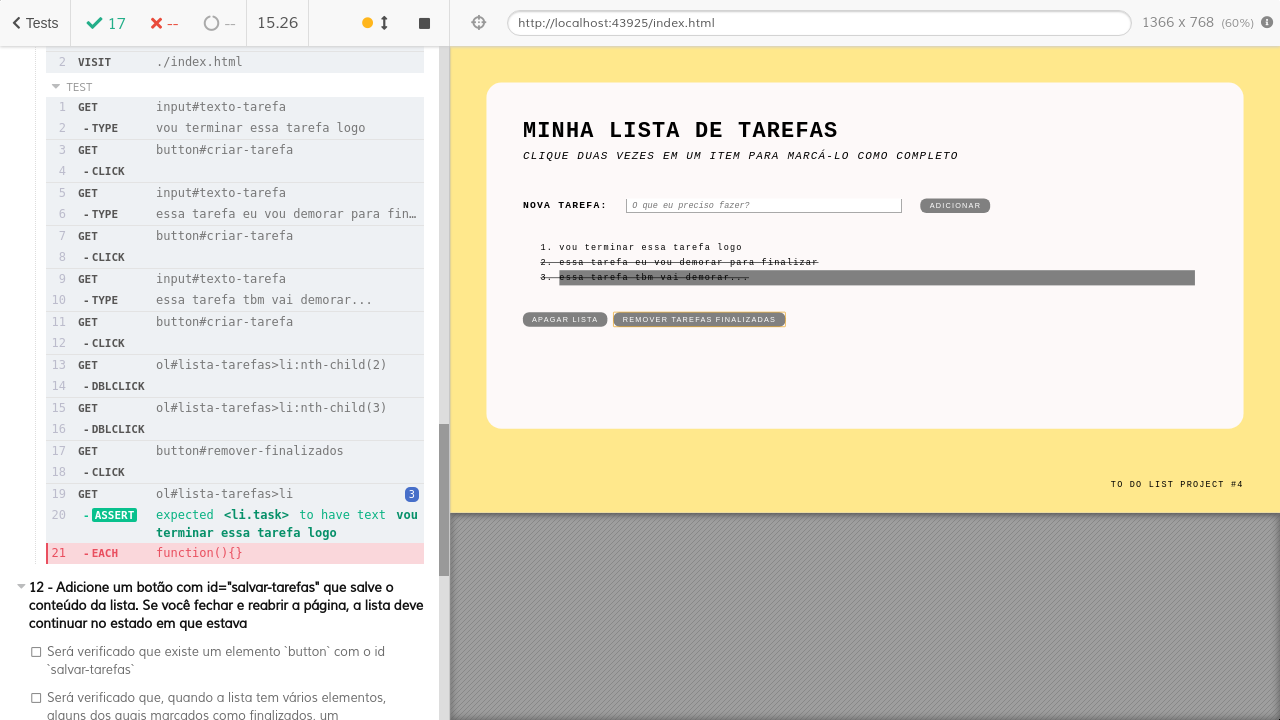 Tests 17 -- -- 15.26
http://localhost:43925/index.html 1366 x 768 (60%)
2 VISIT ./index.html
TEST
1 GET input#texto-tarefa
2 - TYPE vou terminar essa tarefa logo
3 GET button#criar-tarefa
4 - CLICK
5 GET input#texto-tarefa
6 - TYPE essa tarefa eu vou demorar para fin…
7 GET button#criar-tarefa
8 - CLICK
9 GET input#texto-tarefa
10 - TYPE essa tarefa tbm vai demorar...
11 GET button#criar-tarefa
12 - CLICK
13 GET ol#lista-tarefas>li:nth-child(2)
14 - DBLCLICK
15 GET ol#lista-tarefas>li:nth-child(3)
16 - DBLCLICK
17 GET button#remover-finalizados
18 - CLICK
19 GET ol#lista-tarefas>li 3
20 - ASSERT expected <li.task> to have text vou
terminar essa tarefa logo
21 - EACH function(){}
12 - Adicione um botão com id="salvar-tarefas" que salve o
conteúdo da lista. Se você fechar e reabrir a página, a lista deve
continuar no estado em que estava
Será verificado que existe um elemento `button` com o id
`salvar-tarefas`
Será verificado que, quando a lista tem vários elementos,
alguns dos quais marcados como finalizados, um
MINHA LISTA DE TAREFAS
CLIQUE DUAS VEZES EM UM ITEM PARA MARCÁ-LO COMO COMPLETO
NOVA TAREFA: O que eu preciso fazer? ADICIONAR
1. vou terminar essa tarefa logo
2. essa tarefa eu vou demorar para finalizar
3. essa tarefa tbm vai demorar...
APAGAR LISTA REMOVER TAREFAS FINALIZADAS
TO DO LIST PROJECT #4